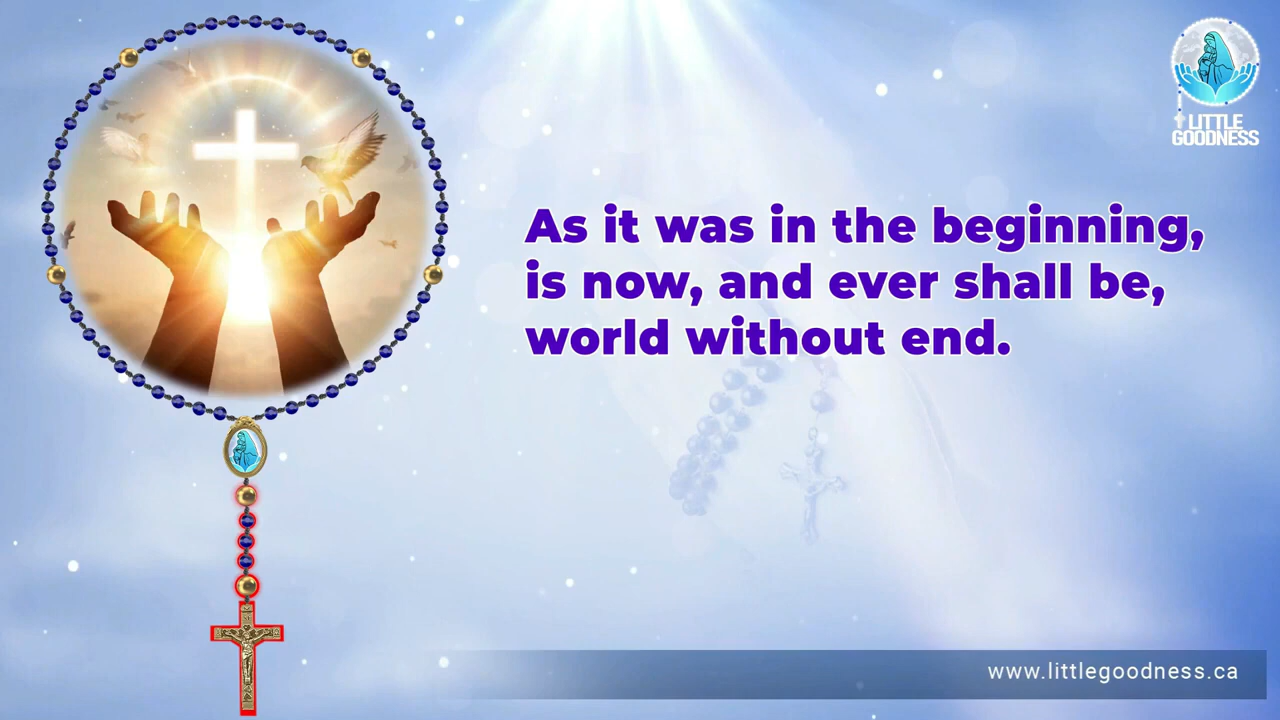 LITTLE
GOODNESS
As it was in the beginning,
is now, and ever shall be,
world without end.
www.littlegoodness.ca